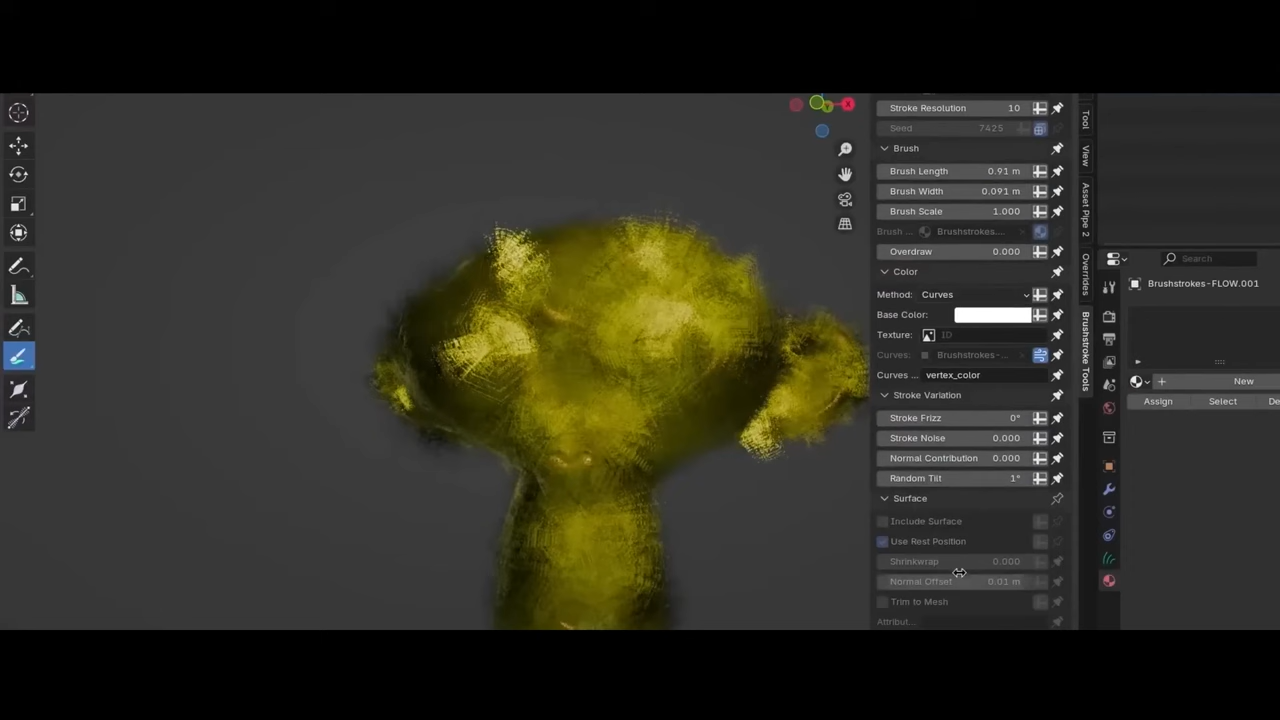 Stroke Resolution 10
Seed 7425
Brush
Brush Length 0.91 m
Brush Width 0.091 m
Brush Scale 1.000
Brush ... Brushstrokes....
Overdraw 0.000
Color
Method: Curves
Base Color:
Texture: ID
Curves: Brushstrokes-...
Curves ... vertex_color
Stroke Variation
Stroke Frizz 0°
Stroke Noise 0.000
Normal Contribution 0.000
Random Tilt 1°
Surface
Include Surface
Use Rest Position
Shrinkwrap 0.000
Normal Offset 0.01 m
Trim to Mesh
Attribut...
X
Y
Tool
View
Asset Pipe 2
Overrides
Brushstroke Tools
Search
Brushstrokes-FLOW.001
New
Assign Select De